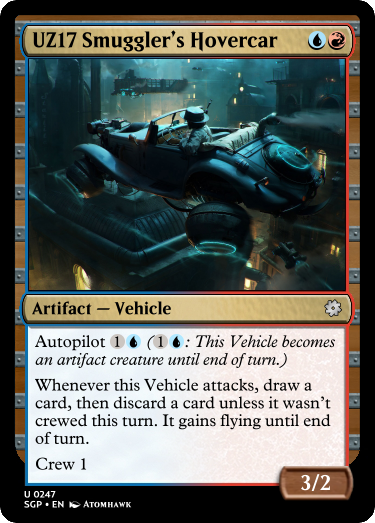 UZ17 Smuggler's Hovercar
Artifact — Vehicle
Autopilot 1 (1: This Vehicle becomes
an artifact creature until end of turn.)
Whenever this Vehicle attacks, draw a
card, then discard a card unless it wasn't
crewed this turn. It gains flying until end
of turn.
Crew 1
3/2
U 0247
SGP • EN Atomhawk